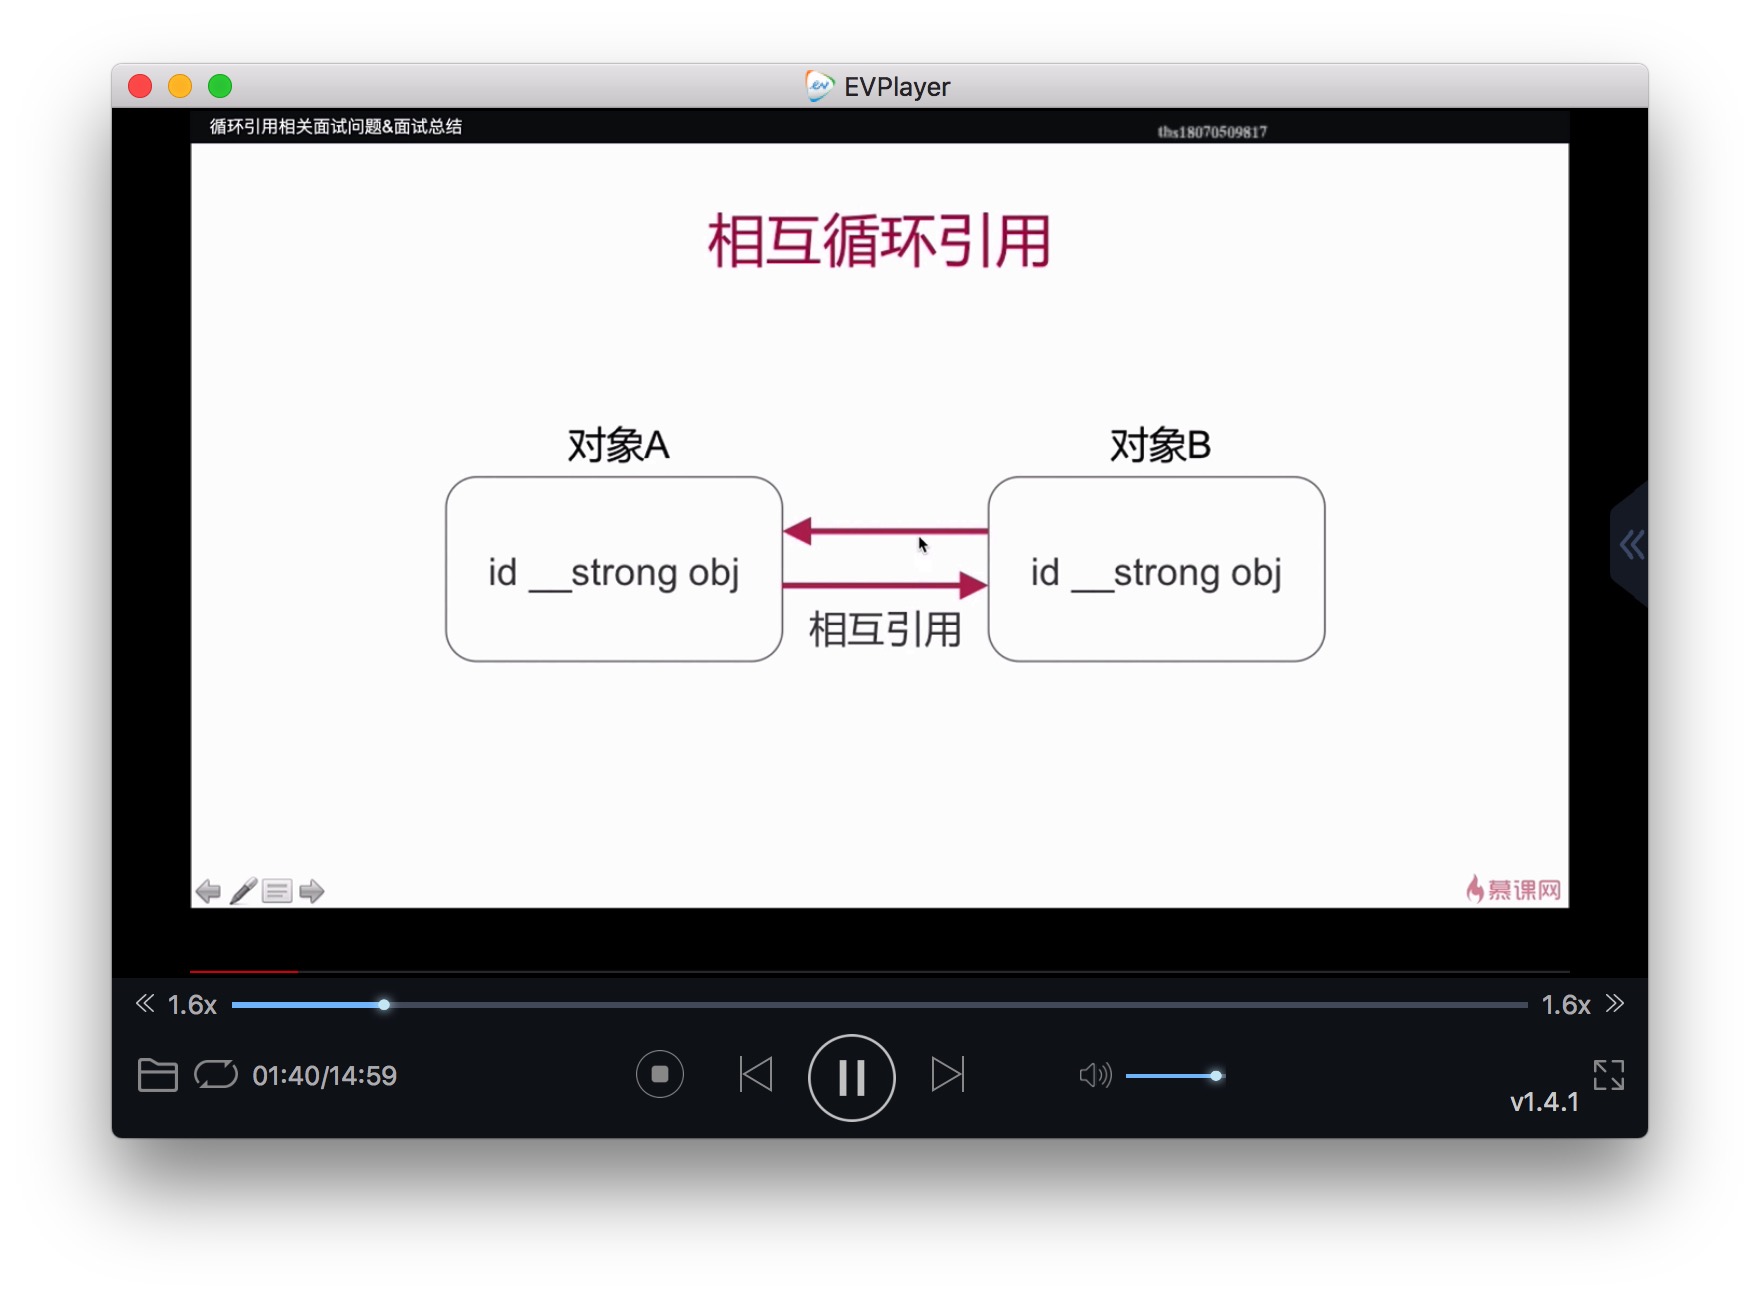 EVPlayer
循环引用相关面试问题&面试总结
ths18070509817
相互循环引用
对象A
对象B
id __strong obj
id __strong obj
相互引用
慕课网
1.6x
1.6x
01:40/14:59
v1.4.1